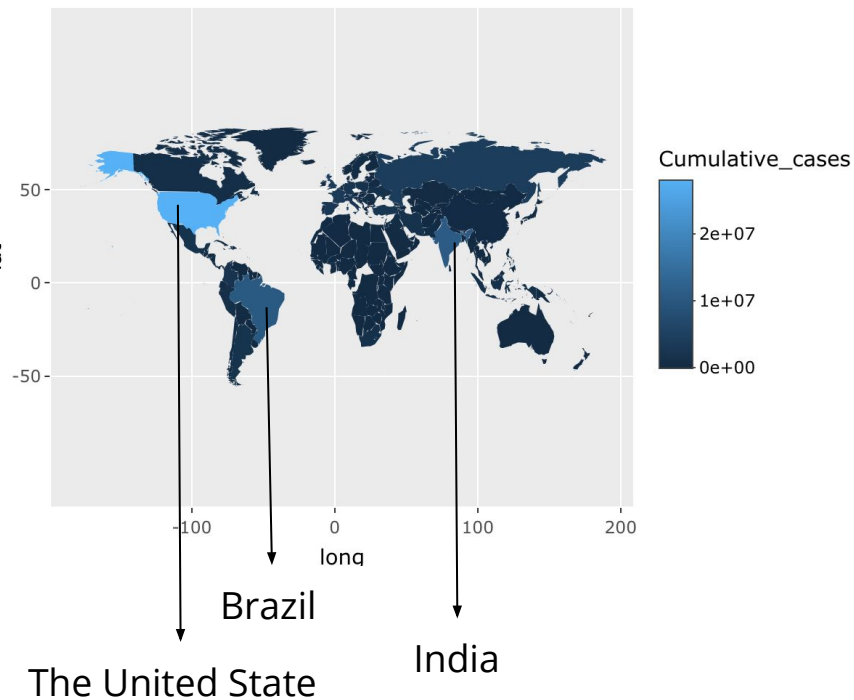 Cumulative_cases
2e+07
1e+07
0e+00
50
0
-50
-100
0
100
200
long
Brazil
India
The United State